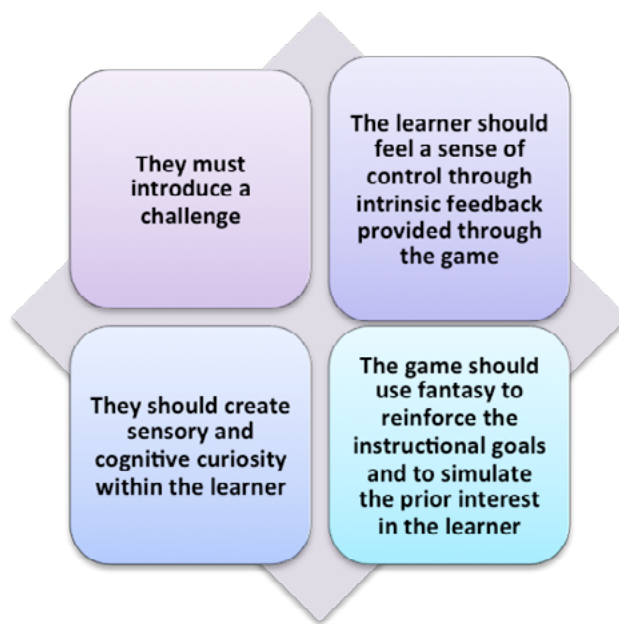 They must
introduce a
challenge
The learner should
feel a sense of
control through
intrinsic feedback
provided through
the game
They should create
sensory and
cognitive curiosity
within the learner
The game should
use fantasy to
reinforce the
instructional goals
and to simulate
the prior interest
in the learner